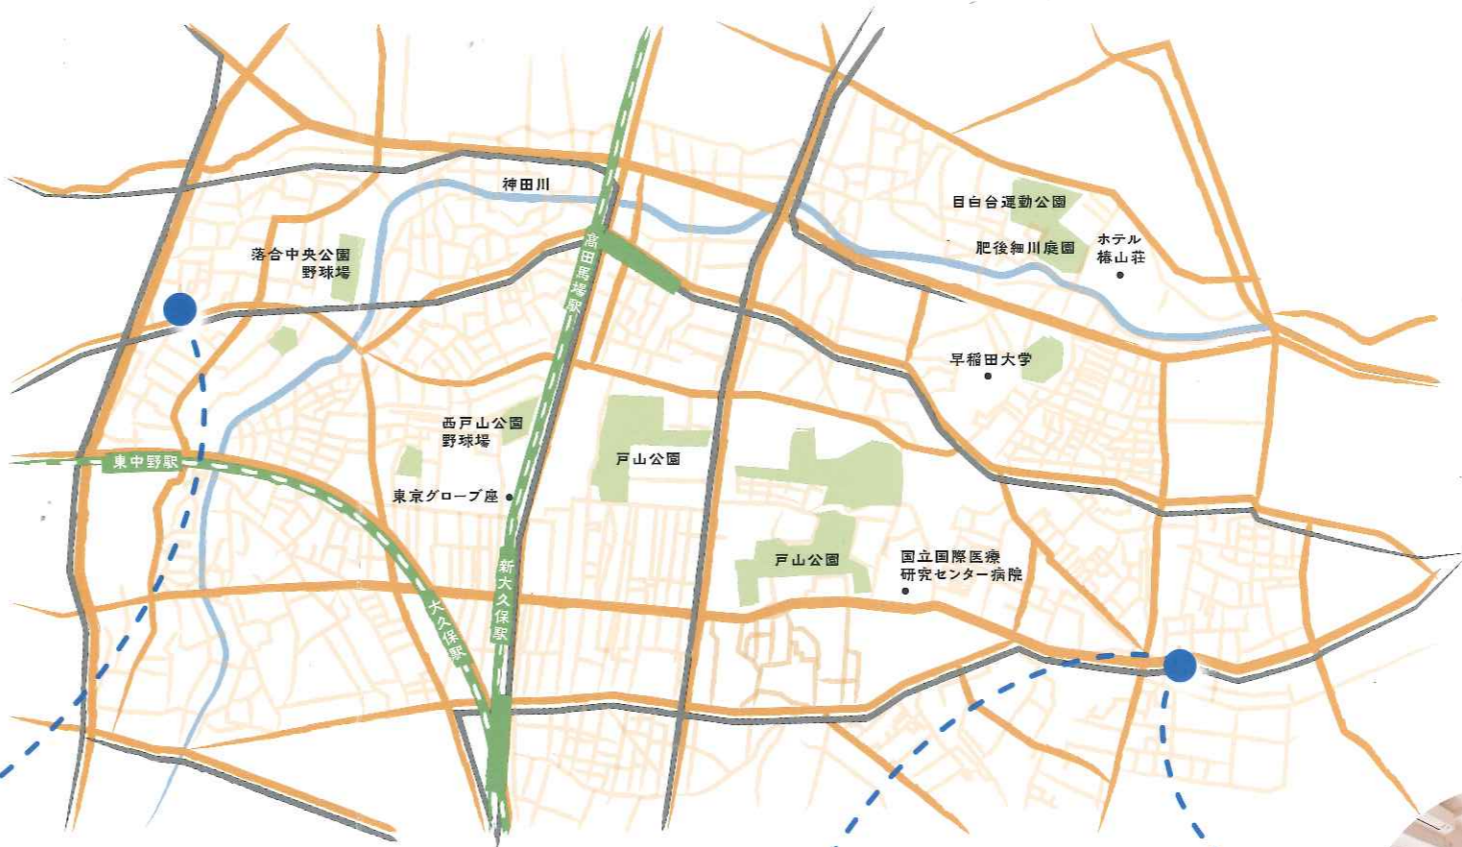 神田川
目白台運動公園
落合中央公園
野球場
高田馬場駅
肥後細川庭園
ホテル
椿山荘
早稲田大学
西戸山公園
野球場
戸山公園
東中野駅
東京グローブ座
戸山公園
国立国際医療
研究センター病院
新大久保駅
大久保駅